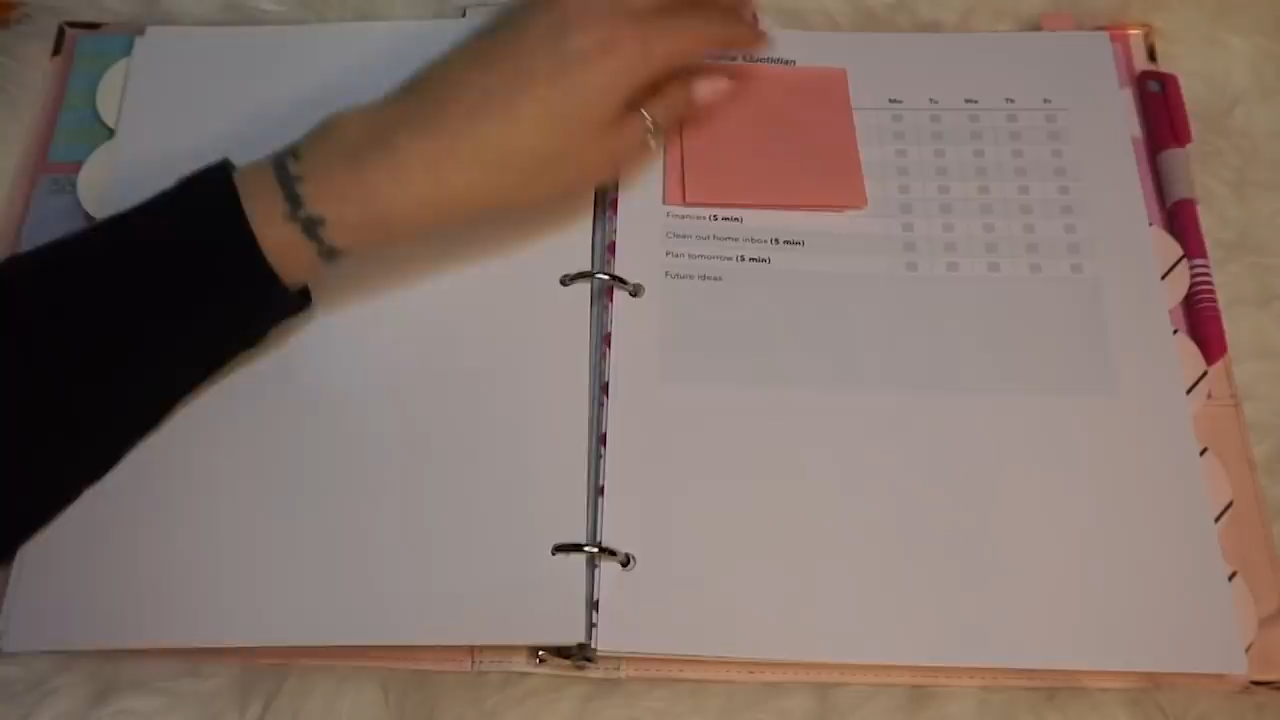 Quotidian
Mo Tu We Th Fr
Finances (5 min)
Clean out home inbox (5 min)
Plan tomorrow (5 min)
Future ideas